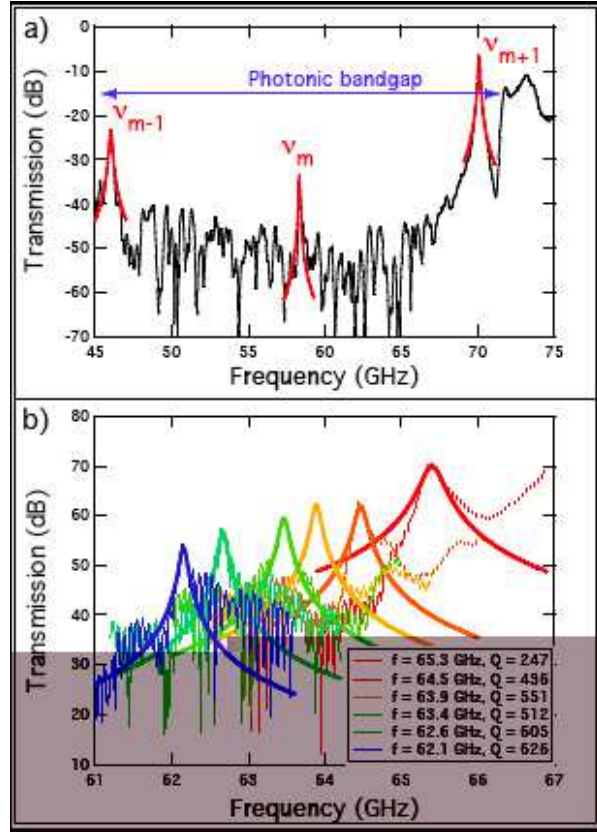 a)
0
-10
-20
-30
-40
-50
-60
-70
Transmission (dB)
ν m-1
Photonic bandgap
ν m
ν m+1
45 50 55 60 65 70 75
Frequency (GHz)
b)
80
70
60
50
40
30
20
10
Transmission (dB)
f = 65.3 GHz, Q = 247
f = 64.5 GHz, Q = 436
f = 63.9 GHz, Q = 551
f = 63.4 GHz, Q = 512
f = 62.6 GHz, Q = 605
f = 62.1 GHz, Q = 626
61 62 63 64 65 66 67
Frequency (GHz)